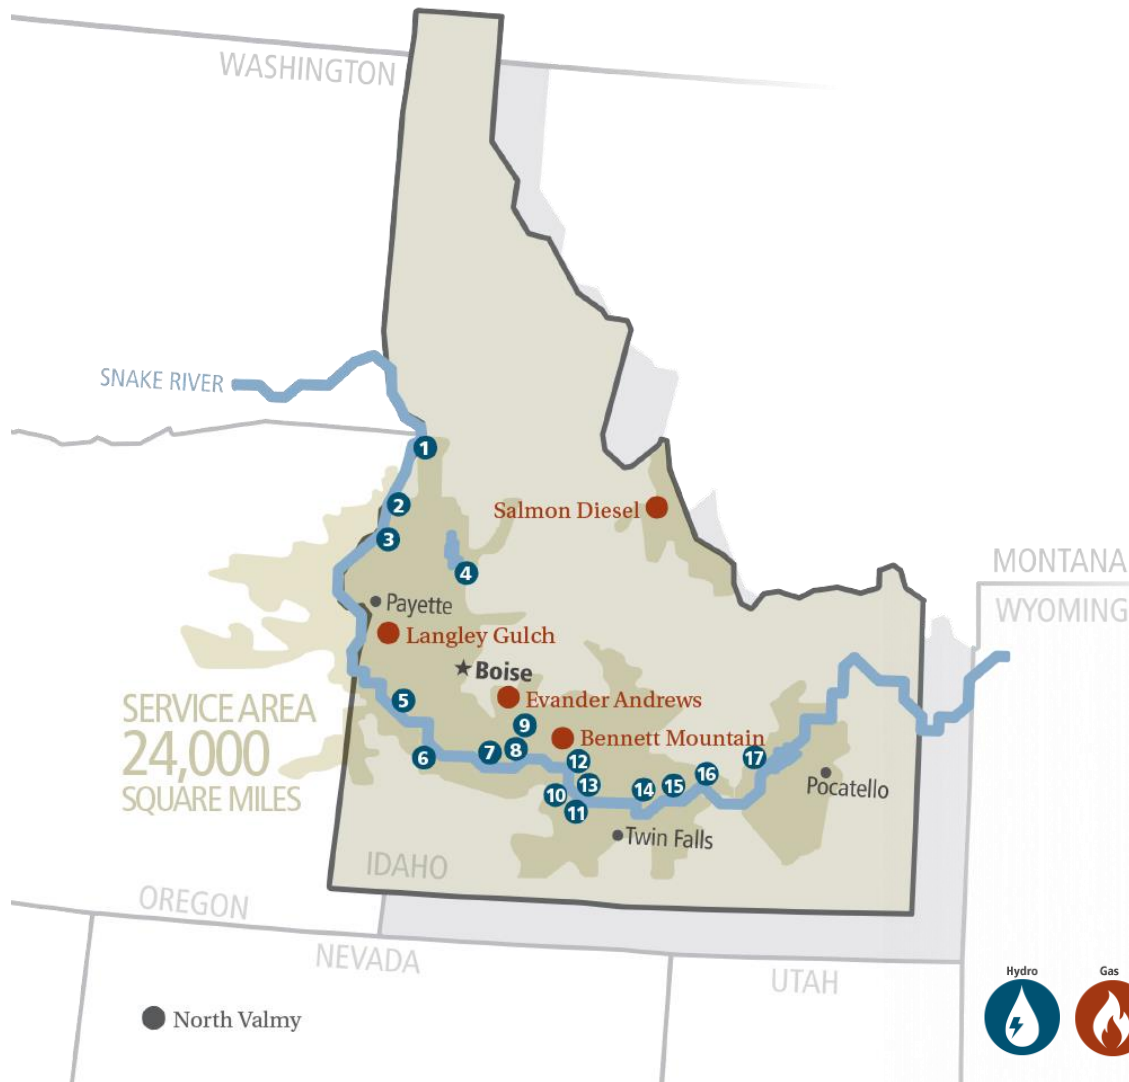 WASHINGTON
SNAKE RIVER
1
2
Salmon Diesel
3
4
MONTANA
Payette
WYOMING
Langley Gulch
Boise
5
Evander Andrews
SERVICE AREA
24,000
SQUARE MILES
9
Bennett Mountain
6
7
8
12
17
16
13
14
15
10
11
Pocatello
Twin Falls
IDAHO
OREGON
NEVADA
UTAH
Hydro
Gas
North Valmy